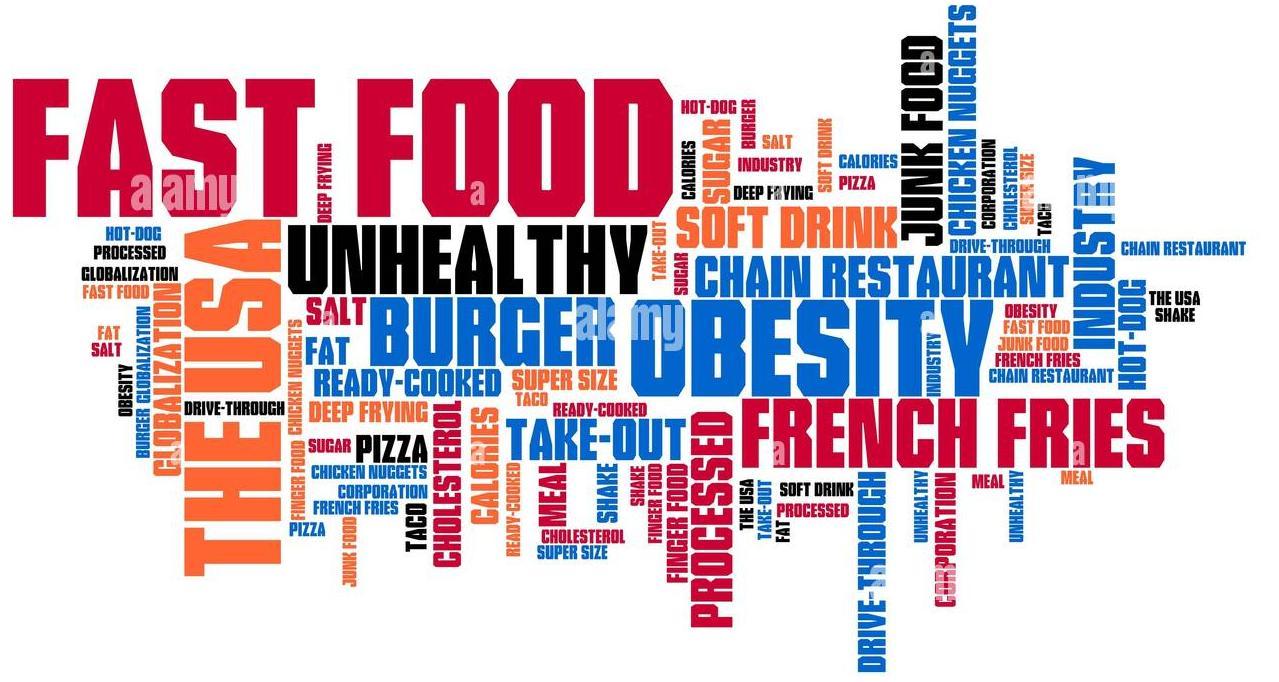 CHICKEN NUGGETS
JUNK FOOD
FAST FOOD
HOT-DOG
BURGER
SUGAR
CALORIES
SALT
SOFT DRINK
INDUSTRY
CALORIES
DEEP FRYING
PIZZA
DEEP FRYING
CORPORATION
CHOLESTEROL
SUPER SIZE
TACO
INDUSTRY
SOFT DRINK
DRIVE-THROUGH
CHAIN RESTAURANT
HOT-DOG
PROCESSED
GLOBALIZATION
FAST FOOD
THE USA
UNHEALTHY
TAKE-OUT
SUGAR
CHAIN RESTAURANT
HOT-DOG
THE USA
SHAKE
GLOBALIZATION
FAT
SALT
BURGER
GLOBALIZATION
OBESITY
SALT
BURGER
OBESITY
INDUSTRY
OBESITY
FAST FOOD
JUNK FOOD
FRENCH FRIES
CHAIN RESTAURANT
CHICKEN NUGGETS
FAT
READY-COOKED
SUPER SIZE
TACO
DRIVE-THROUGH
DEEP FRYING
READY-COOKED
FRENCH FRIES
CHOLESTEROL
CALORIES
TAKE-OUT
PROCESSED
SUGAR
PIZZA
FINGER FOOD
CHICKEN NUGGETS
CORPORATION
FRENCH FRIES
PIZZA
JUNK FOOD
TACO
READY-COOKED
MEAL
SHAKE
SHAKE
FINGER FOOD
FINGER FOOD
CHOLESTEROL
SUPER SIZE
THE USA
TAKE-OUT
FAT
SOFT DRINK
PROCESSED
DRIVE-THROUGH
UNHEALTHY
CORPORATION
MEAL
UNHEALTHY
MEAL
alamy
a
alamy
a